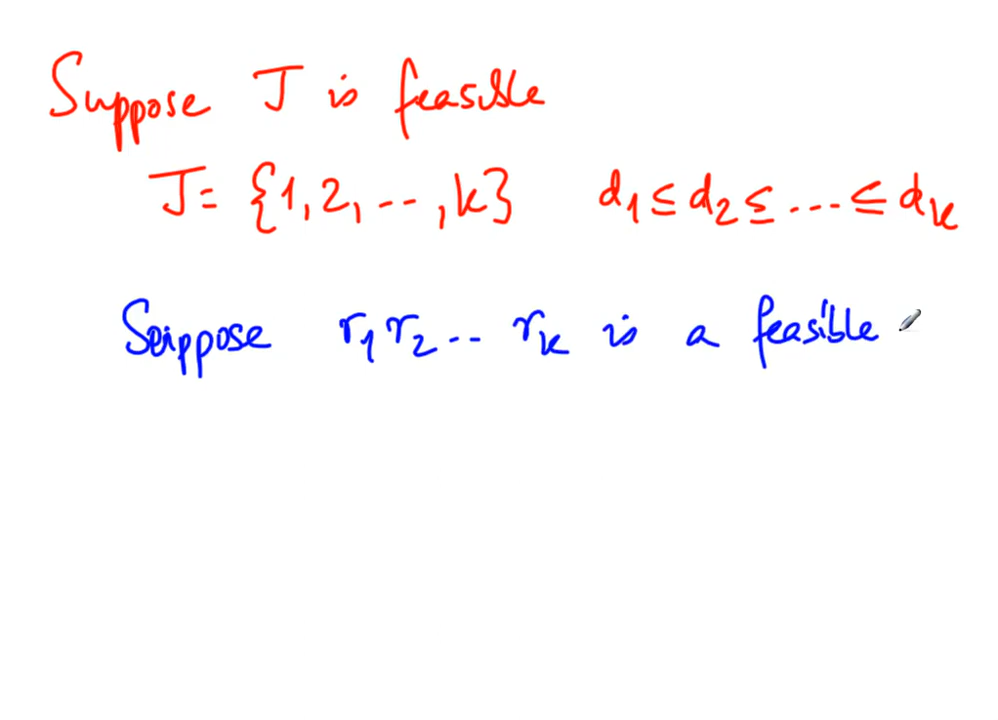 Suppose J is feasible
J = {1, 2, ..., k} d₁ ≤ d₂ ≤ ... ≤ dₖ
Suppose r₁ r₂ .. rₖ is a feasible